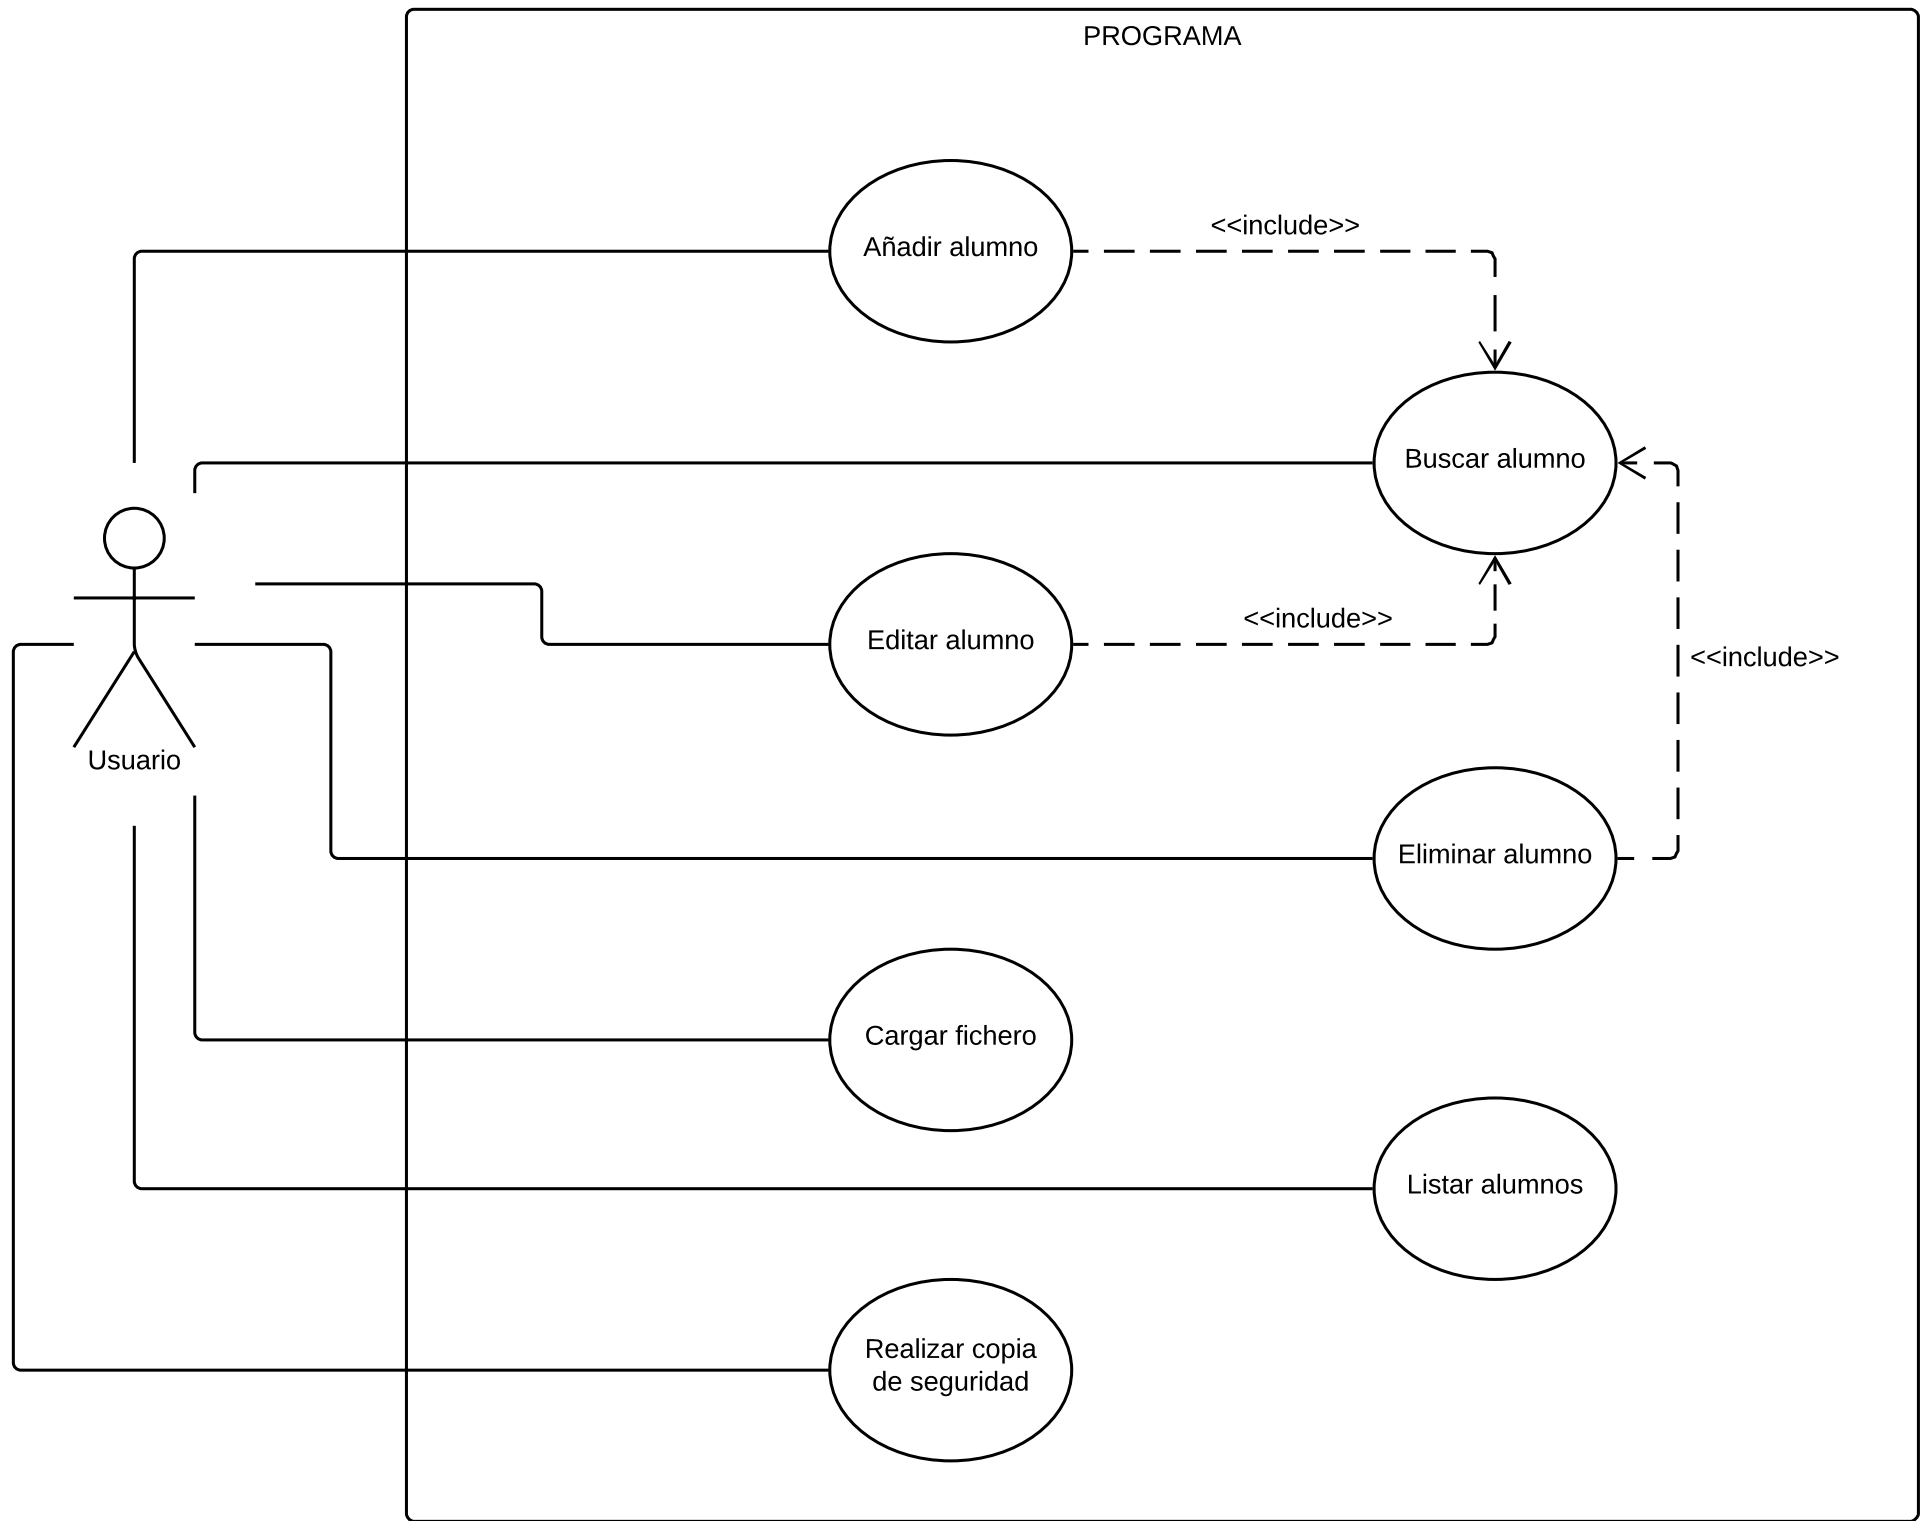 PROGRAMA
<<include>>
Añadir alumno
Buscar alumno
<<include>>
Editar alumno
<<include>>
Usuario
Eliminar alumno
Cargar fichero
Listar alumnos
Realizar copia
de seguridad